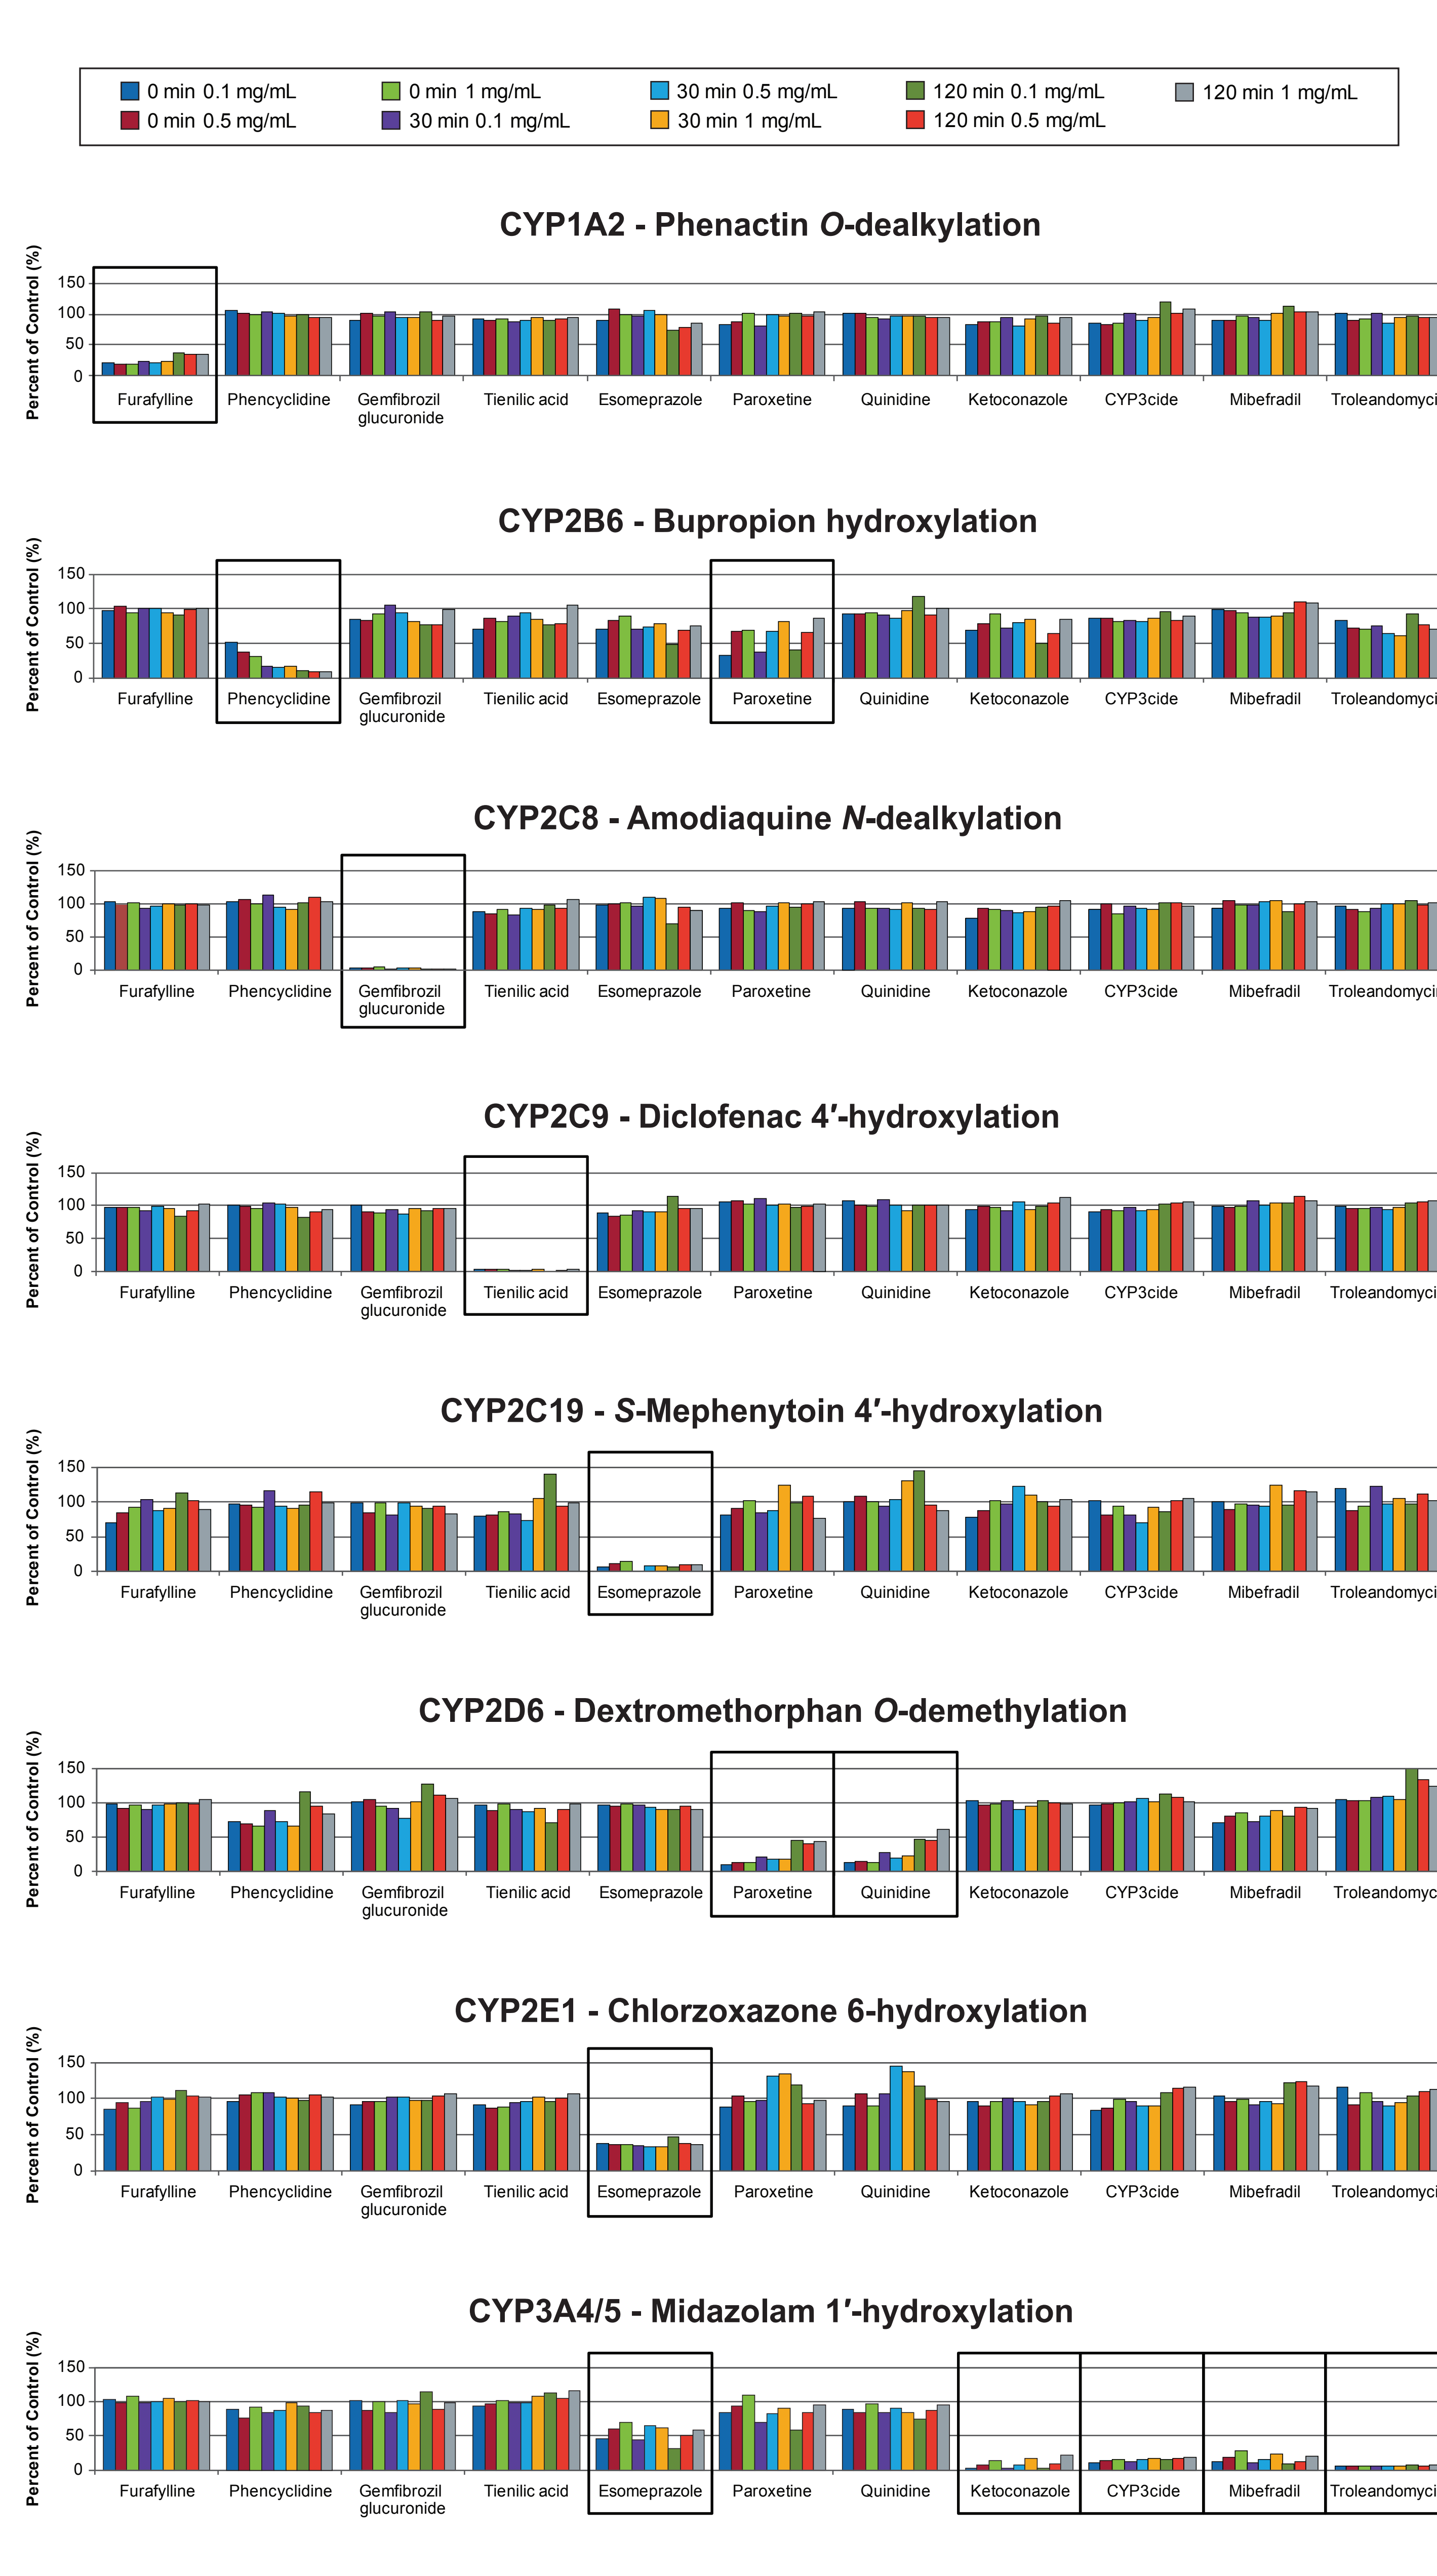 0 min 0.1 mg/mL 0 min 1 mg/mL 30 min 0.5 mg/mL 120 min 0.1 mg/mL 120 min 1 mg/mL
0 min 0.5 mg/mL 30 min 0.1 mg/mL 30 min 1 mg/mL 120 min 0.5 mg/mL
CYP1A2 - Phenactin O-dealkylation
Percent of Control (%)
150
100
50
0
Furafylline Phencyclidine Gemfibrozil Tienilic acid Esomeprazole Paroxetine Quinidine Ketoconazole CYP3cide Mibefradil Troleandomyci
glucuronide
CYP2B6 - Bupropion hydroxylation
Percent of Control (%)
150
100
50
0
Furafylline Phencyclidine Gemfibrozil Tienilic acid Esomeprazole Paroxetine Quinidine Ketoconazole CYP3cide Mibefradil Troleandomyci
glucuronide
CYP2C8 - Amodiaquine N-dealkylation
Percent of Control (%)
150
100
50
0
Furafylline Phencyclidine Gemfibrozil Tienilic acid Esomeprazole Paroxetine Quinidine Ketoconazole CYP3cide Mibefradil Troleandomyci
glucuronide
CYP2C9 - Diclofenac 4′-hydroxylation
Percent of Control (%)
150
100
50
0
Furafylline Phencyclidine Gemfibrozil Tienilic acid Esomeprazole Paroxetine Quinidine Ketoconazole CYP3cide Mibefradil Troleandomyci
glucuronide
CYP2C19 - S-Mephenytoin 4′-hydroxylation
Percent of Control (%)
150
100
50
0
Furafylline Phencyclidine Gemfibrozil Tienilic acid Esomeprazole Paroxetine Quinidine Ketoconazole CYP3cide Mibefradil Troleandomyci
glucuronide
CYP2D6 - Dextromethorphan O-demethylation
Percent of Control (%)
150
100
50
0
Furafylline Phencyclidine Gemfibrozil Tienilic acid Esomeprazole Paroxetine Quinidine Ketoconazole CYP3cide Mibefradil Troleandomyc
glucuronide
CYP2E1 - Chlorzoxazone 6-hydroxylation
Percent of Control (%)
150
100
50
0
Furafylline Phencyclidine Gemfibrozil Tienilic acid Esomeprazole Paroxetine Quinidine Ketoconazole CYP3cide Mibefradil Troleandomyci
glucuronide
CYP3A4/5 - Midazolam 1′-hydroxylation
Percent of Control (%)
150
100
50
0
Furafylline Phencyclidine Gemfibrozil Tienilic acid Esomeprazole Paroxetine Quinidine Ketoconazole CYP3cide Mibefradil Troleandomyci
glucuronide